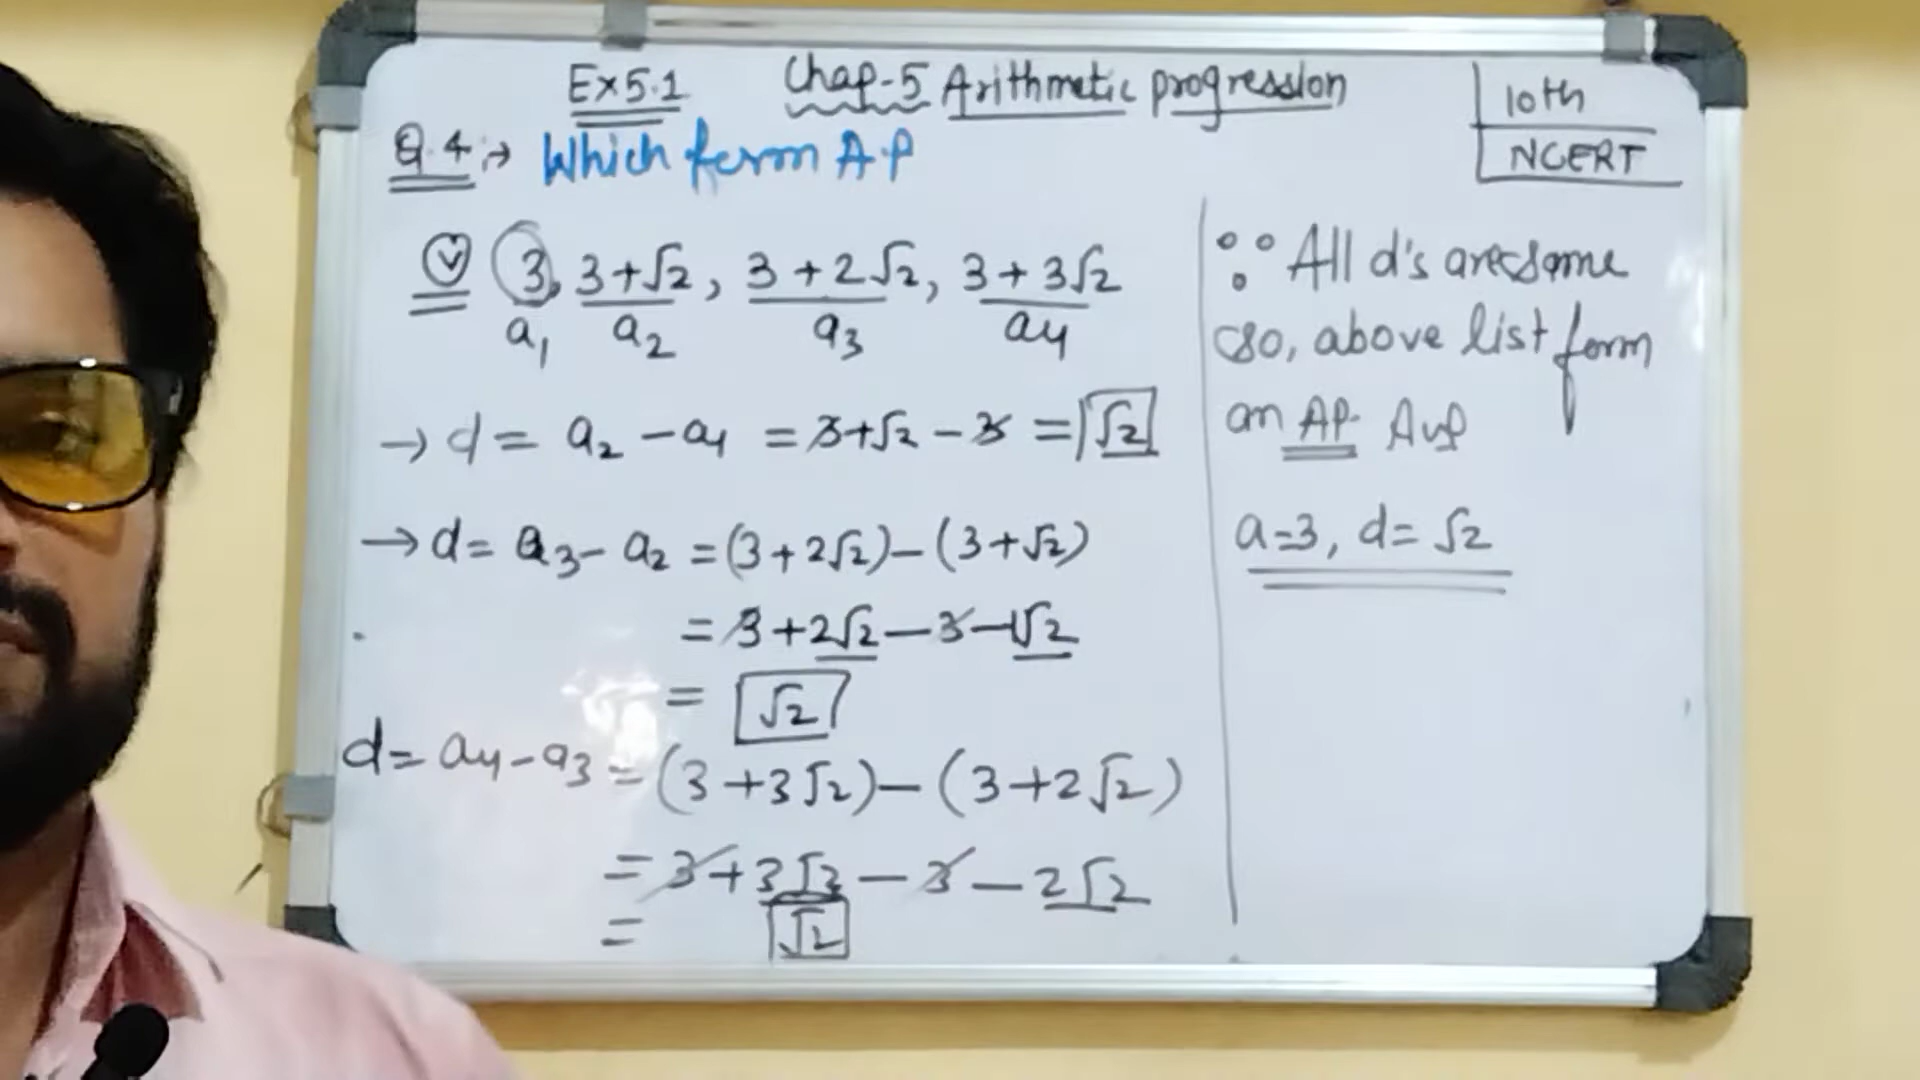 Ex 5.1 Chap-5 Arithmetic progression
10th
NCERT
Q.4 :→ Which form A.P
(v) 3, 3+√2, 3+2√2, 3+3√2
a₁ a₂ a₃ a₄
→ d = a₂ - a₁ = 3+√2 - 3 = √2
→ d = a₃ - a₂ = (3+2√2) - (3+√2)
= 3+2√2 - 3 - 1√2
= √2
d = a₄ - a₃ = (3+3√2) - (3+2√2)
= 3+3√2 - 3 - 2√2
= √2
∵ All d's are same
so, above list form
an AP. Ans
a=3, d=√2